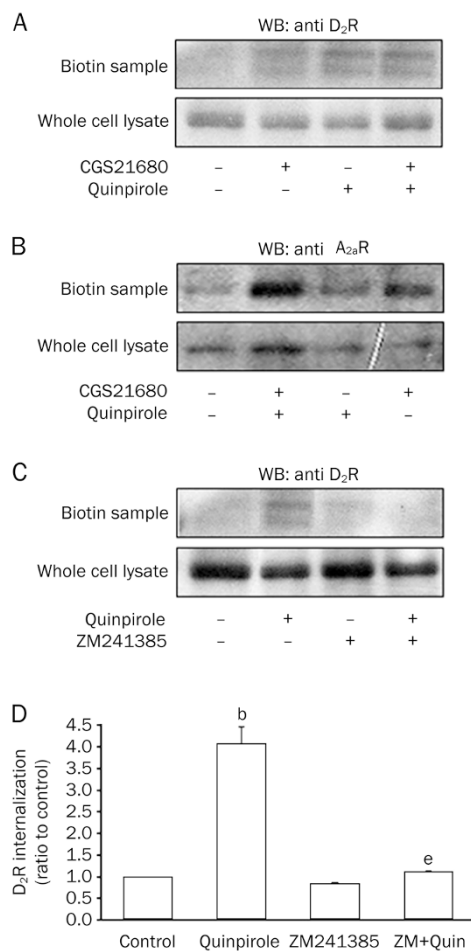 A
WB: anti D₂R
Biotin sample
Whole cell lysate
CGS21680 – + – +
Quinpirole – – + +
B
WB: anti A₂ₐR
Biotin sample
Whole cell lysate
CGS21680 – + – +
Quinpirole – + + –
C
WB: anti D₂R
Biotin sample
Whole cell lysate
Quinpirole – + – +
ZM241385 – – + +
D
D₂R internalization
(ratio to control)
4.5
4.0
3.5
3.0
2.5
2.0
1.5
1.0
0.5
0
b
e
Control Quinpirole ZM241385 ZM+Quin